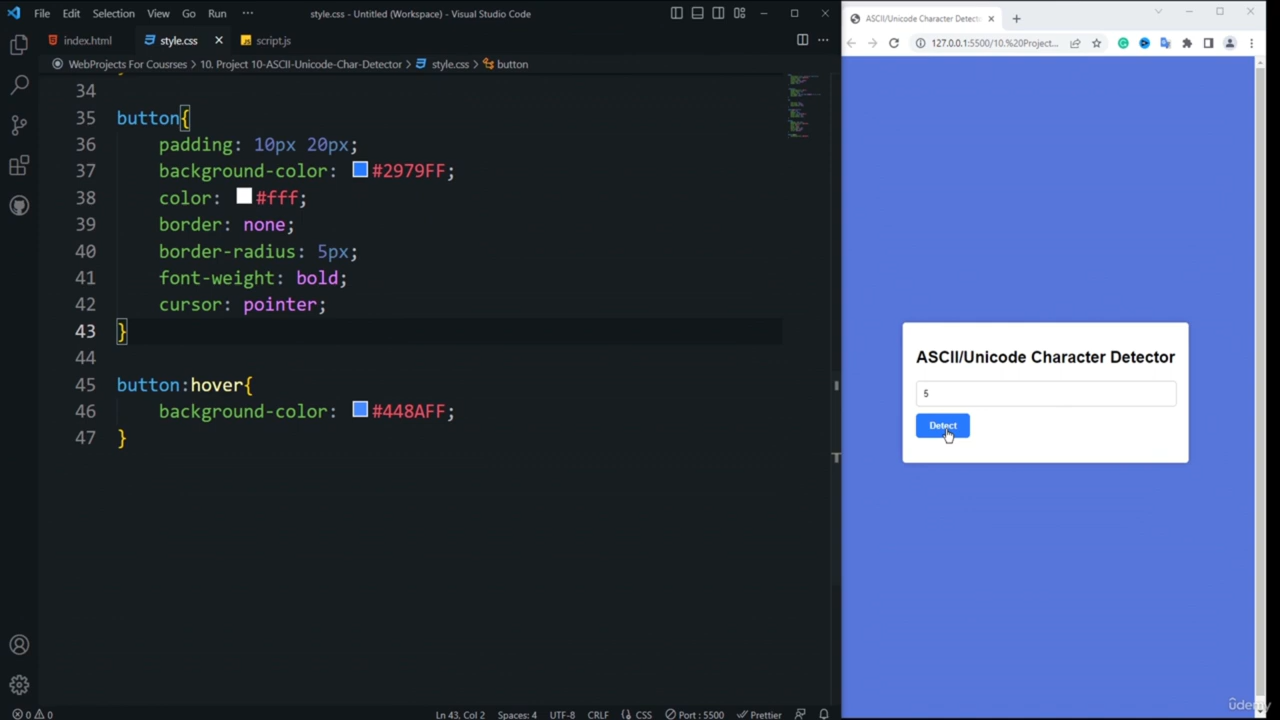 File Edit Selection View Go Run ··· style.css - Untitled (Workspace) - Visual Studio Code
index.html style.css script.js
WebProjects For Coursres > 10. Project 10-ASCII-Unicode-Char-Detector > style.css > button
34
35 button{
36 padding: 10px 20px;
37 background-color: #2979FF;
38 color: #fff;
39 border: none;
40 border-radius: 5px;
41 font-weight: bold;
42 cursor: pointer;
43 }
44
45 button:hover{
46 background-color: #448AFF;
47 }
0 0 Ln 43, Col 2 Spaces: 4 UTF-8 CRLF {} CSS Port : 5500 Prettier
ASCII/Unicode Character Detect
127.0.0.1:5500/10.%20Project...
ASCII/Unicode Character Detector
5
Detect
udemy